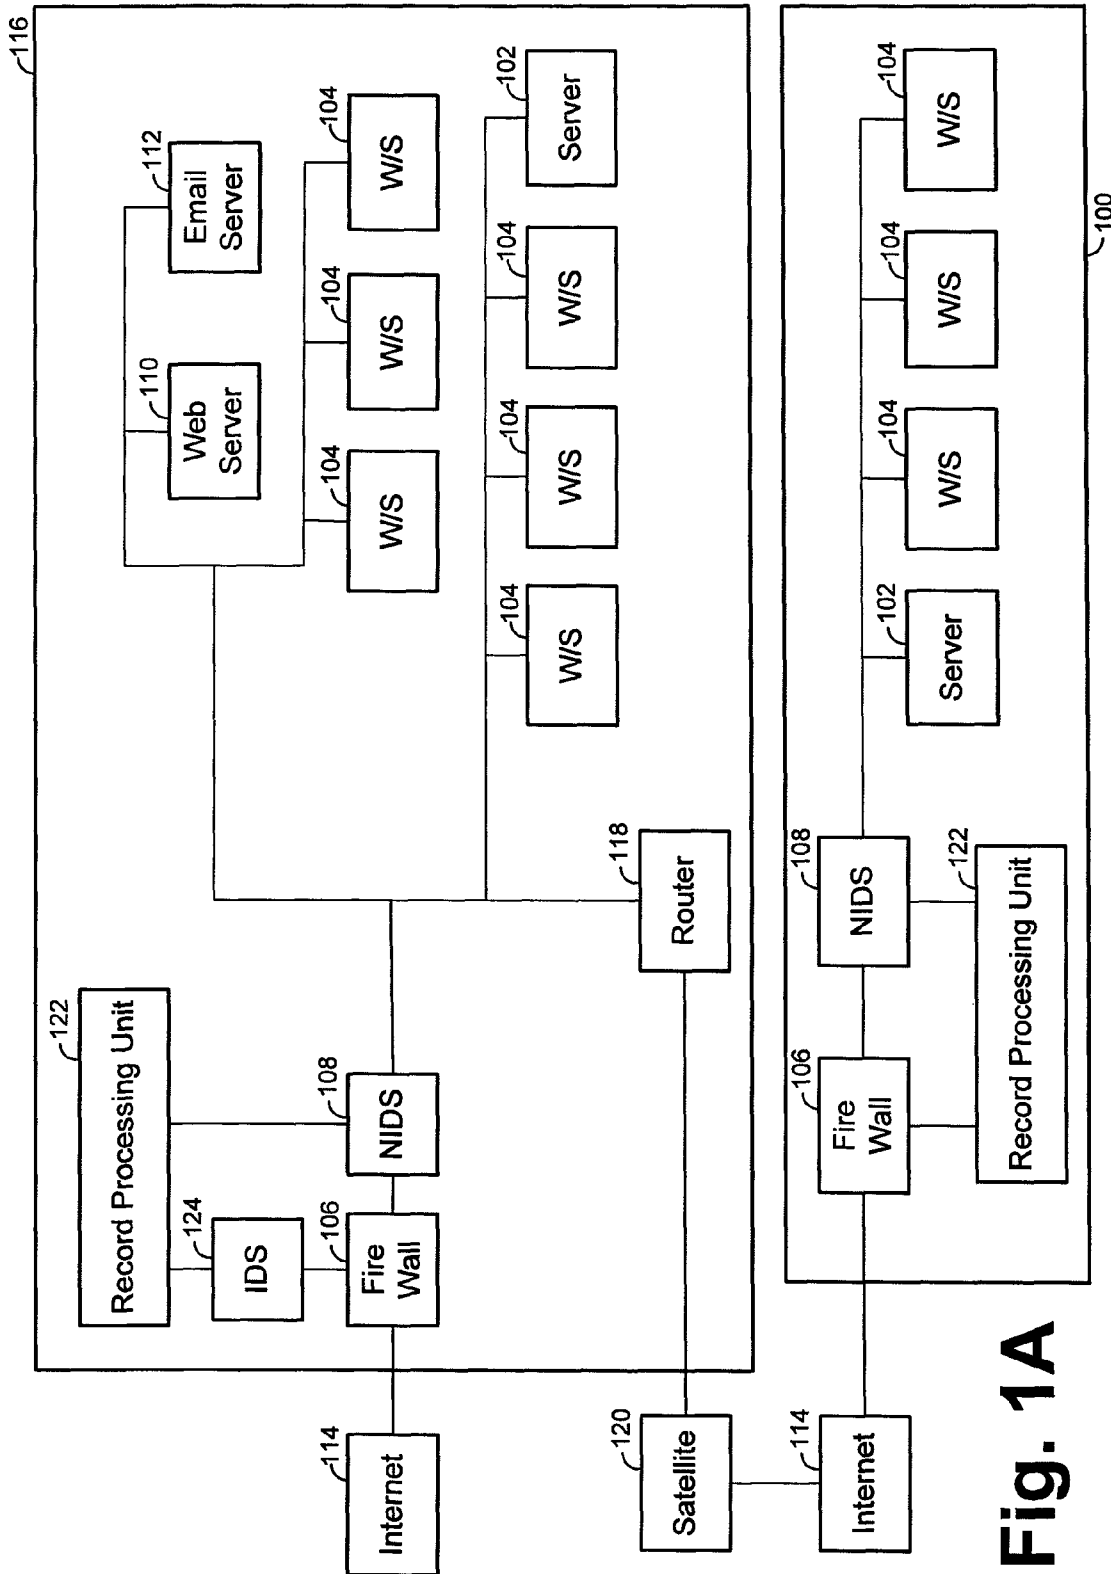 116
122
Record Processing Unit
124
IDS
110
Web
Server
112
Email
Server
114
Internet
106
Fire
Wall
108
NIDS
104
W/S
104
W/S
104
W/S
104
W/S
104
W/S
104
W/S
102
Server
120
Satellite
118
Router
114
Internet
106
Fire
Wall
108
NIDS
122
Record Processing Unit
102
Server
104
W/S
104
W/S
104
W/S
100
Fig. 1A